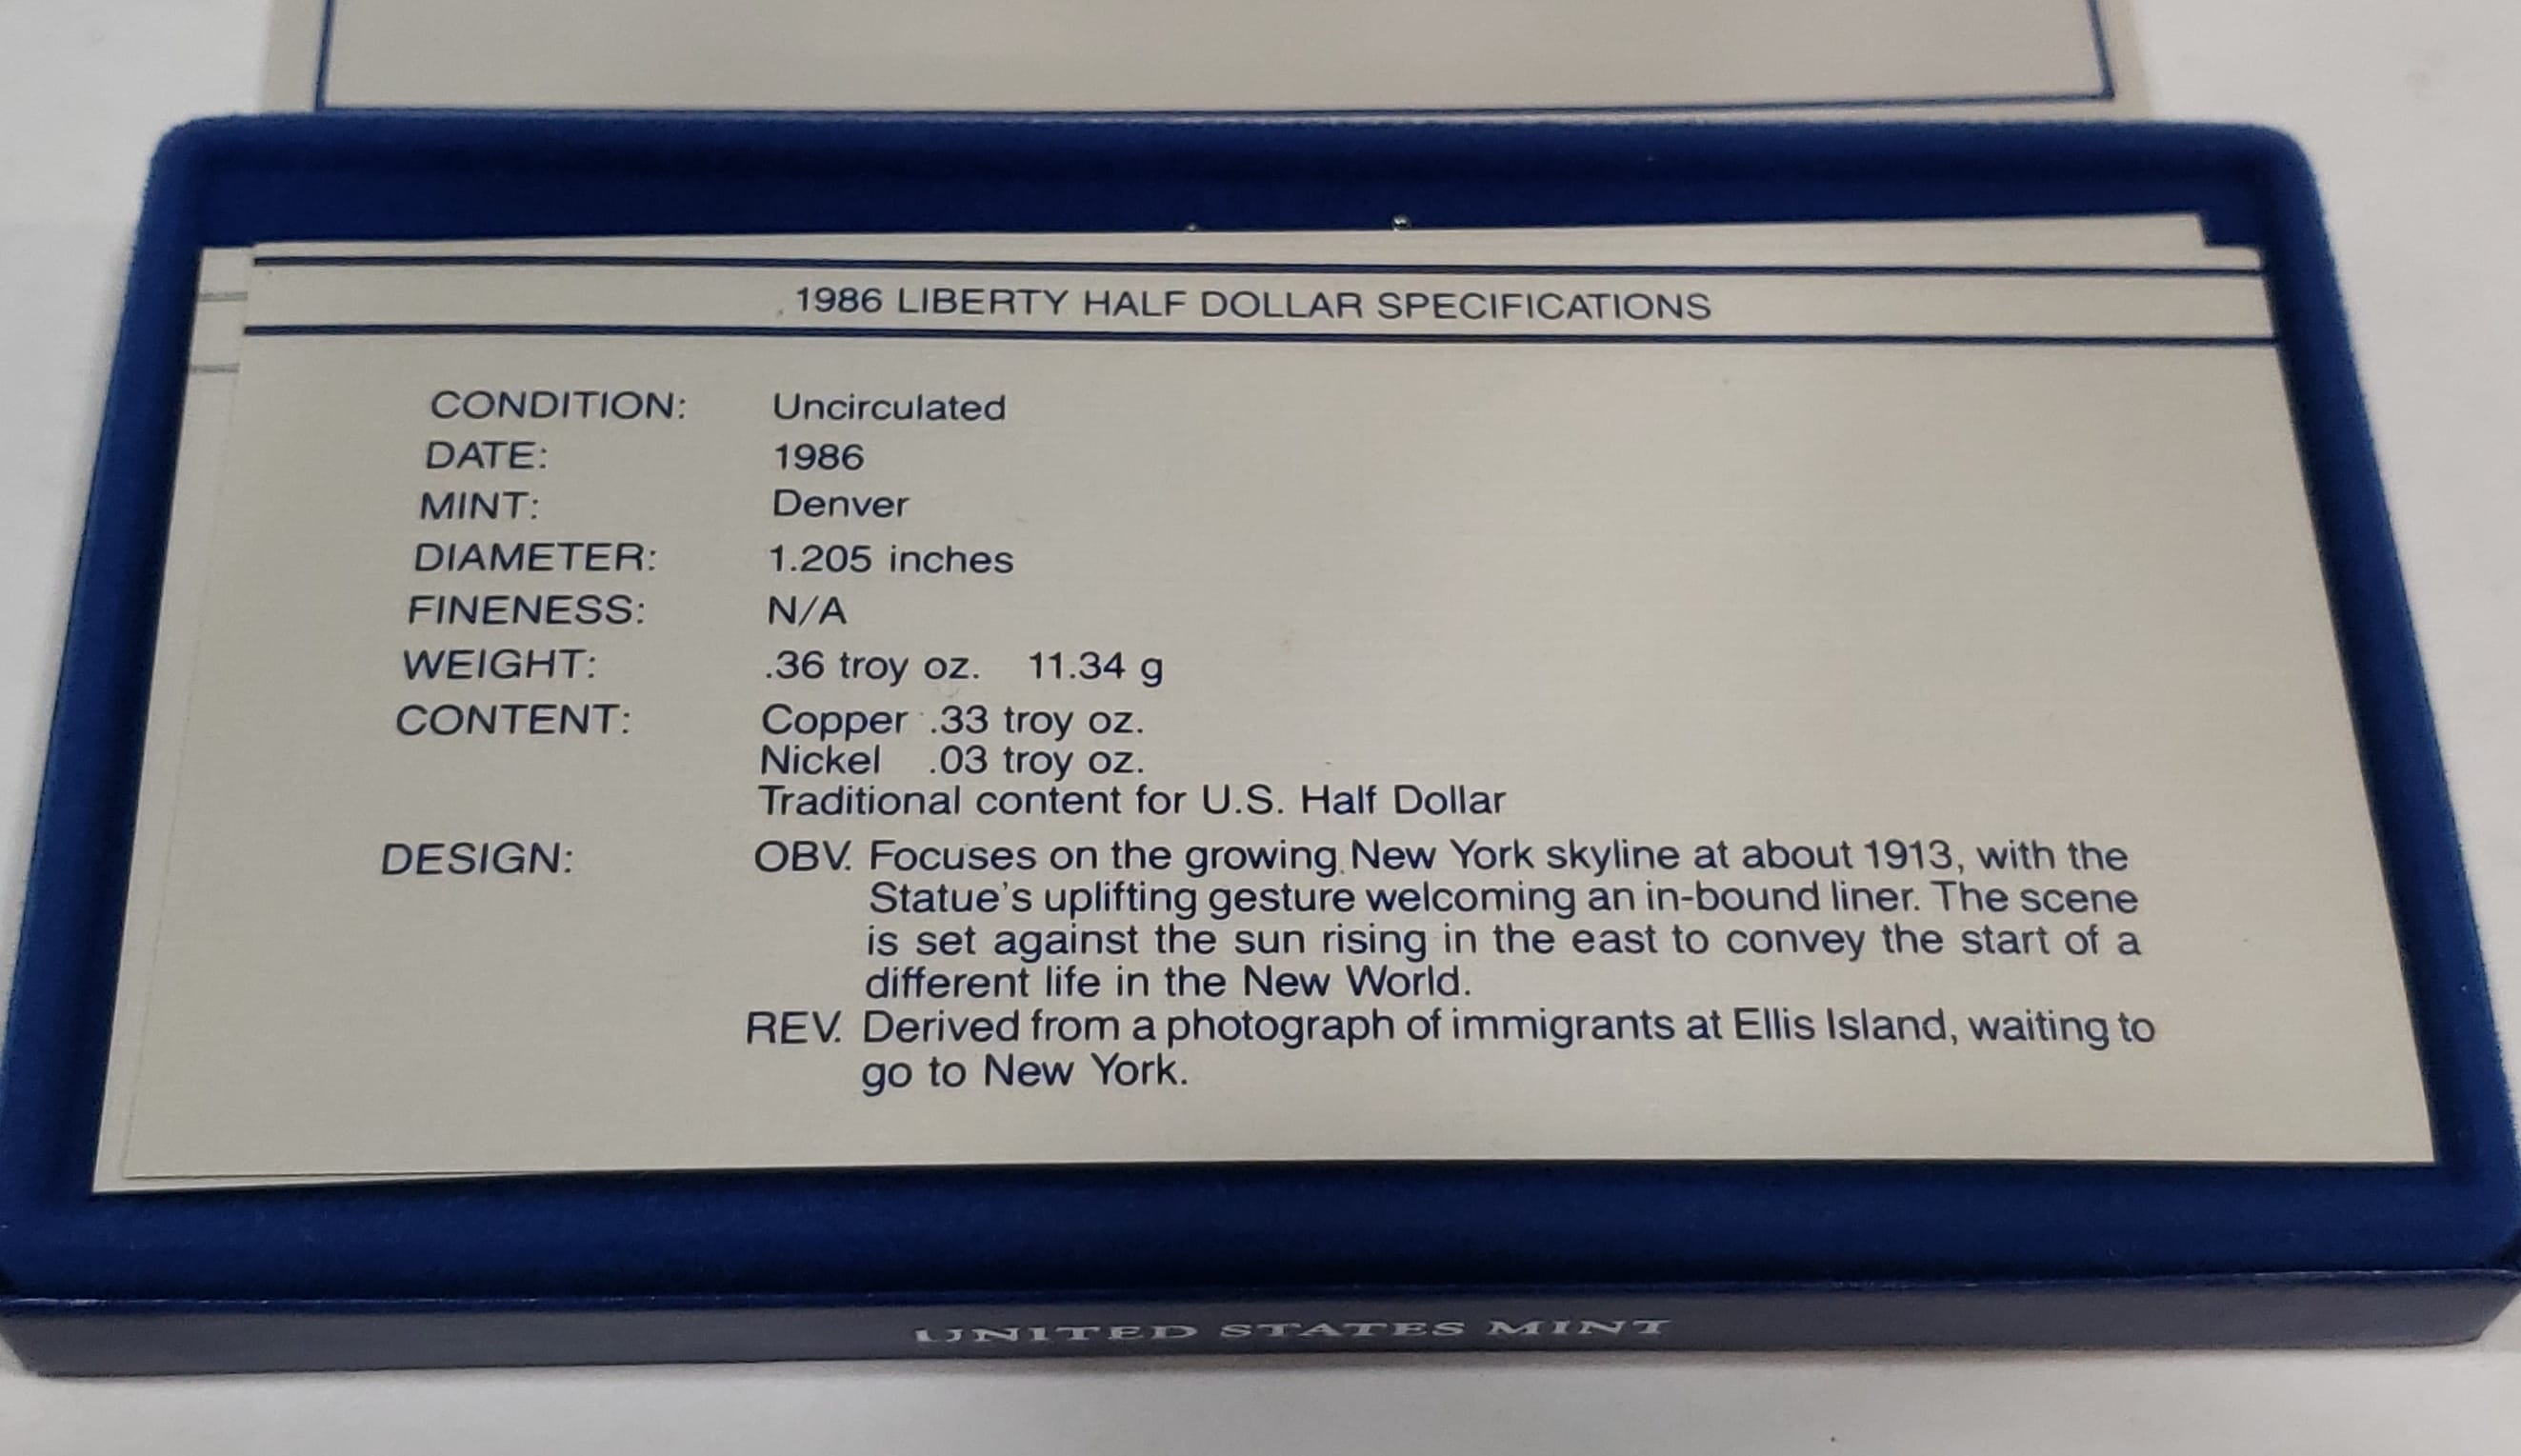 1986 LIBERTY HALF DOLLAR SPECIFICATIONS
CONDITION: Uncirculated
DATE: 1986
MINT: Denver
DIAMETER: 1.205 inches
FINENESS: N/A
WEIGHT: .36 troy oz. 11.34 g
CONTENT: Copper .33 troy oz.
Nickel .03 troy oz.
Traditional content for U.S. Half Dollar
DESIGN: OBV. Focuses on the growing New York skyline at about 1913, with the
Statue's uplifting gesture welcoming an in-bound liner. The scene
is set against the sun rising in the east to convey the start of a
different life in the New World.
REV. Derived from a photograph of immigrants at Ellis Island, waiting to
go to New York.
UNITED STATES MINT